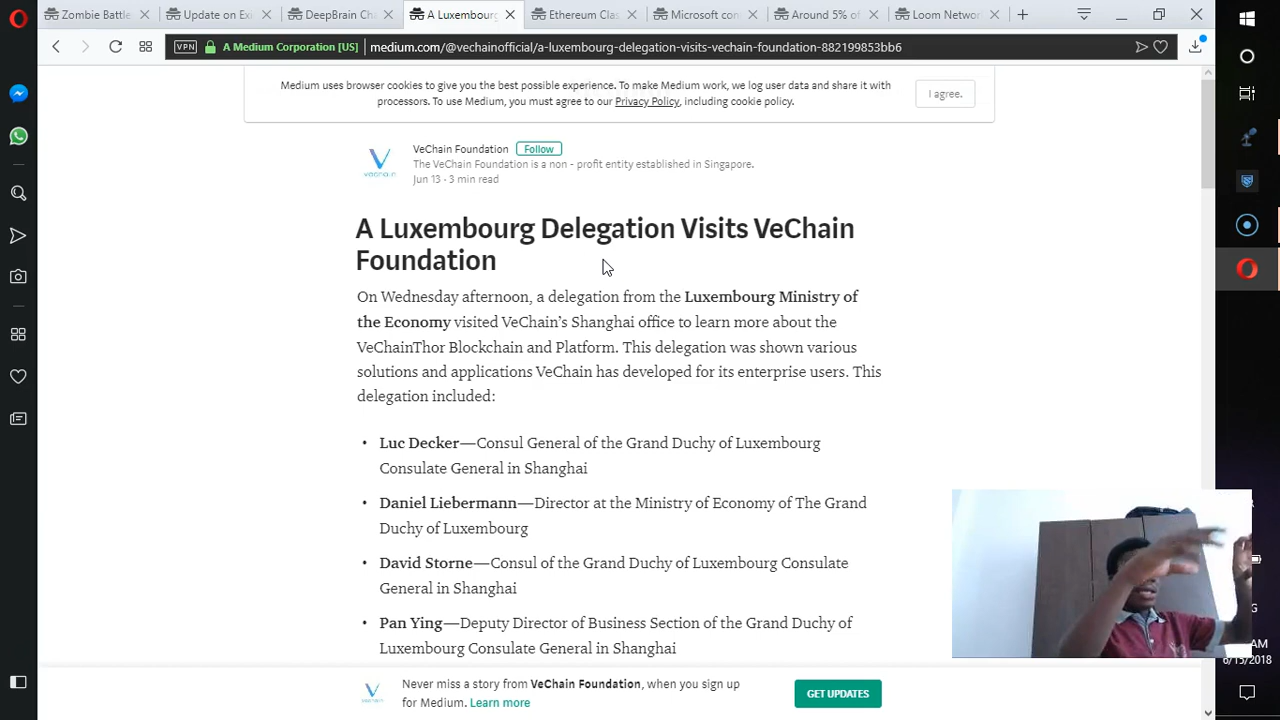 Zombie Battle
Update on Exi
DeepBrain Ch
A Luxembourg
Ethereum Clas
Microsoft con
Around 5% of
Loom Networ
VPN
A Medium Corporation [US]
medium.com/@vechainofficial/a-luxembourg-delegation-visits-vechain-foundation-882199853bb6
Medium uses browser cookies to give you the best possible experience. To make Medium work, we log user data and share it with
processors. To use Medium, you must agree to our Privacy Policy, including cookie policy.
I agree.
VeChain Foundation
Follow
The VeChain Foundation is a non - profit entity established in Singapore.
Jun 13 · 3 min read
vechain
A Luxembourg Delegation Visits VeChain
Foundation
On Wednesday afternoon, a delegation from the Luxembourg Ministry of
the Economy visited VeChain’s Shanghai office to learn more about the
VeChainThor Blockchain and Platform. This delegation was shown various
solutions and applications VeChain has developed for its enterprise users. This
delegation included:
• Luc Decker—Consul General of the Grand Duchy of Luxembourg
Consulate General in Shanghai
• Daniel Liebermann—Director at the Ministry of Economy of The Grand
Duchy of Luxembourg
• David Storne—Consul of the Grand Duchy of Luxembourg Consulate
General in Shanghai
• Pan Ying—Deputy Director of Business Section of the Grand Duchy of
Luxembourg Consulate General in Shanghai
Never miss a story from VeChain Foundation, when you sign up
for Medium. Learn more
GET UPDATES
AM
6/15/2018